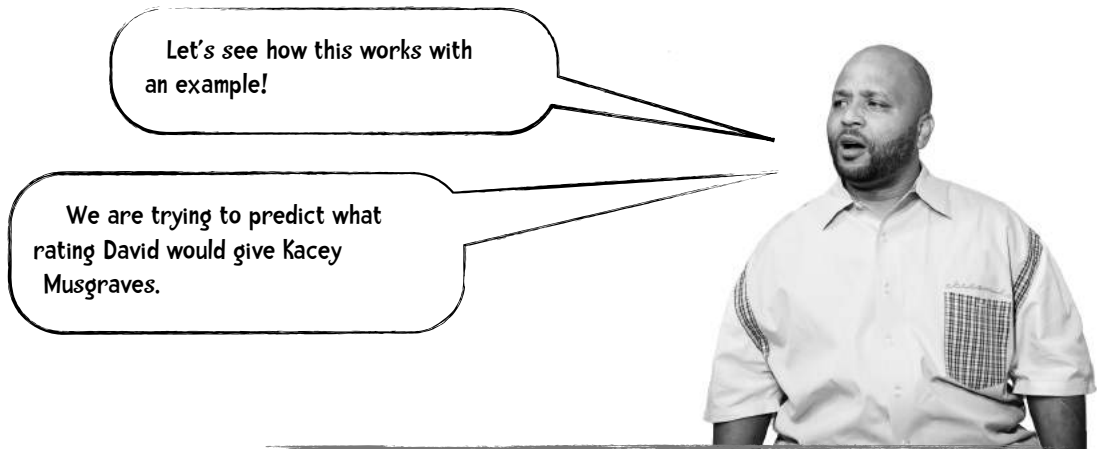 Let's see how this works with
an example!
We are trying to predict what
rating David would give Kacey
Musgraves.